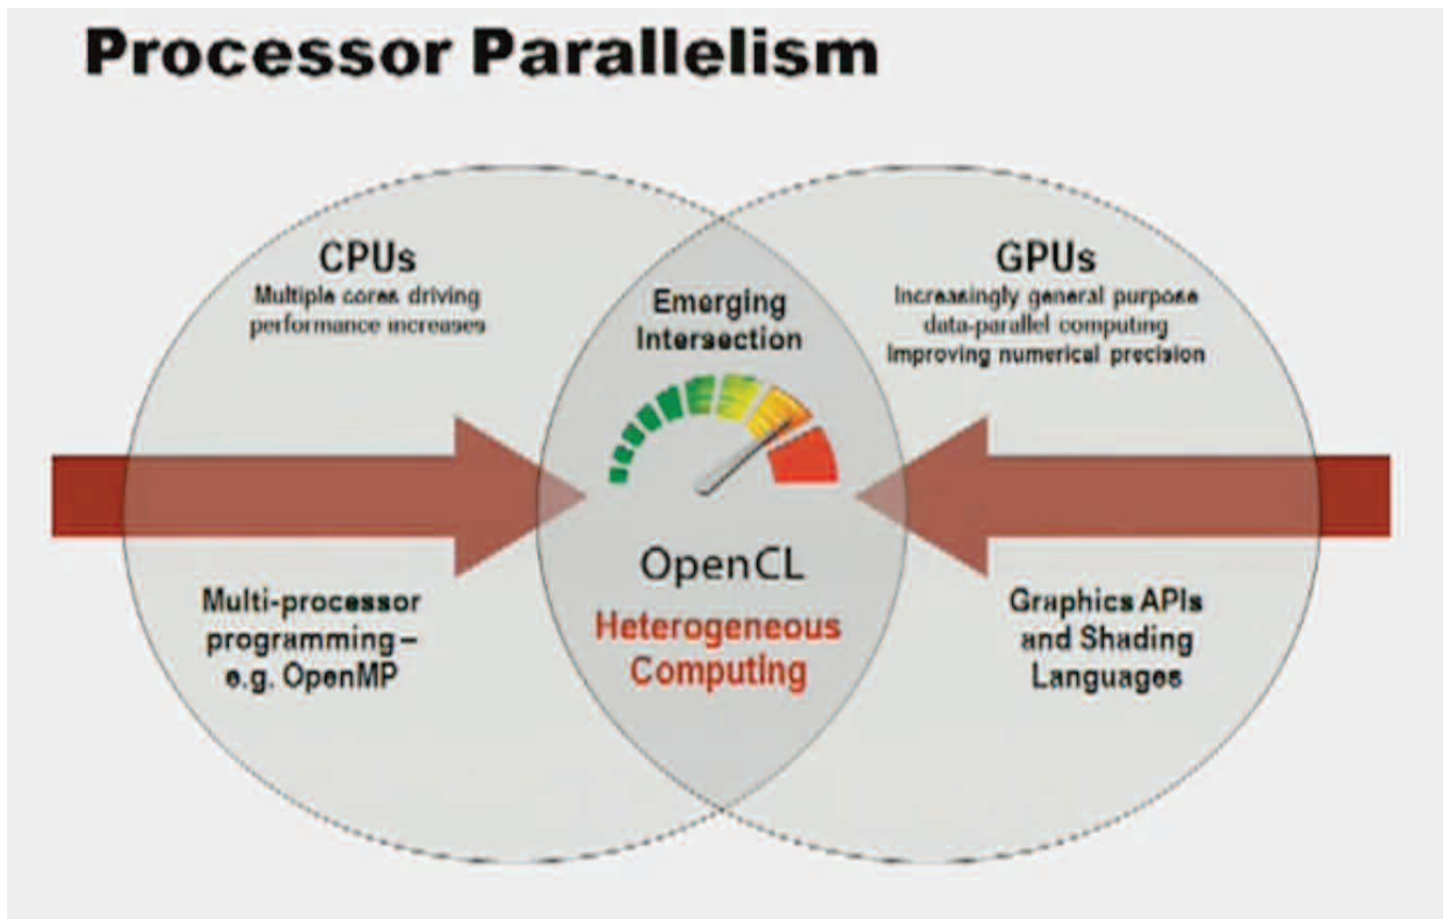 Processor Parallelism
CPUs
Multiple cores driving
performance increases
Multi-processor
programming –
e.g. OpenMP
Emerging
Intersection
OpenCL
Heterogeneous
Computing
GPUs
Increasingly general purpose
data-parallel computing
Improving numerical precision
Graphics APIs
and Shading
Languages